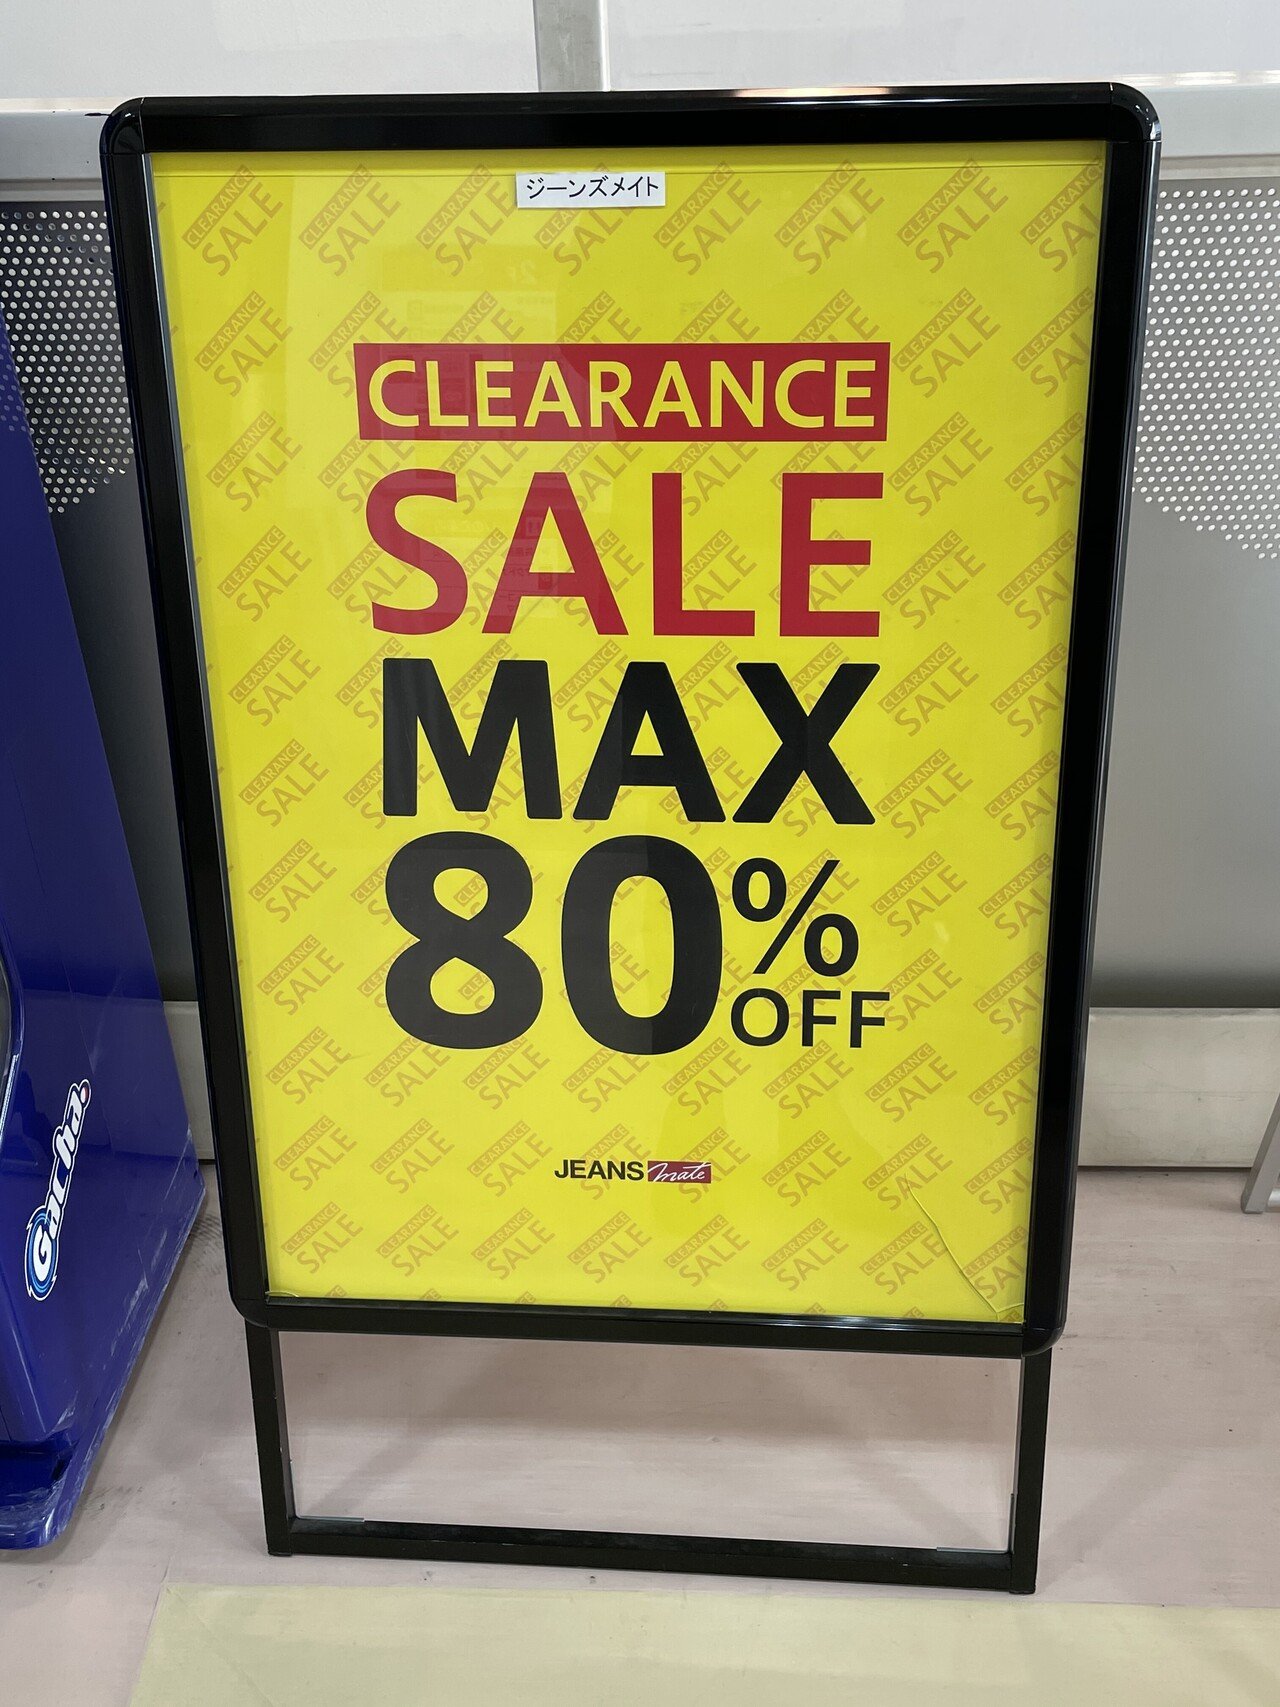 ジーンズメイト
CLEARANCE
SALE
MAX
80%
OFF
JEANS mate
Gacha.